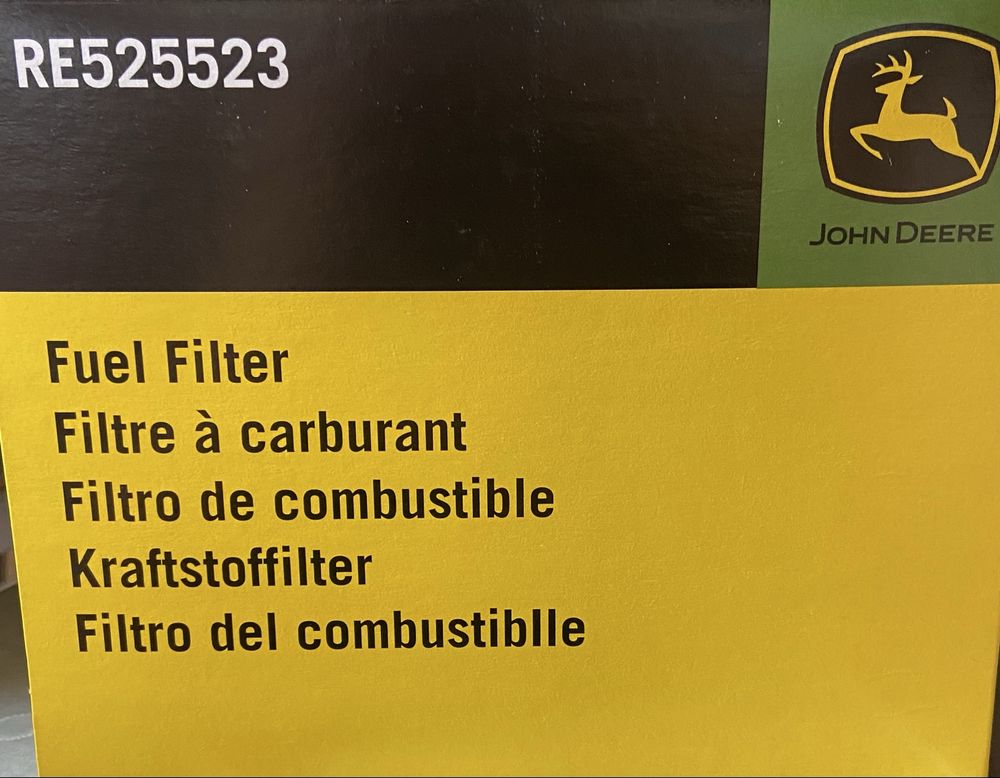 RE525523
JOHN DEERE
Fuel Filter
Filtre à carburant
Filtro de combustible
Kraftstoffilter
Filtro del combustiblle